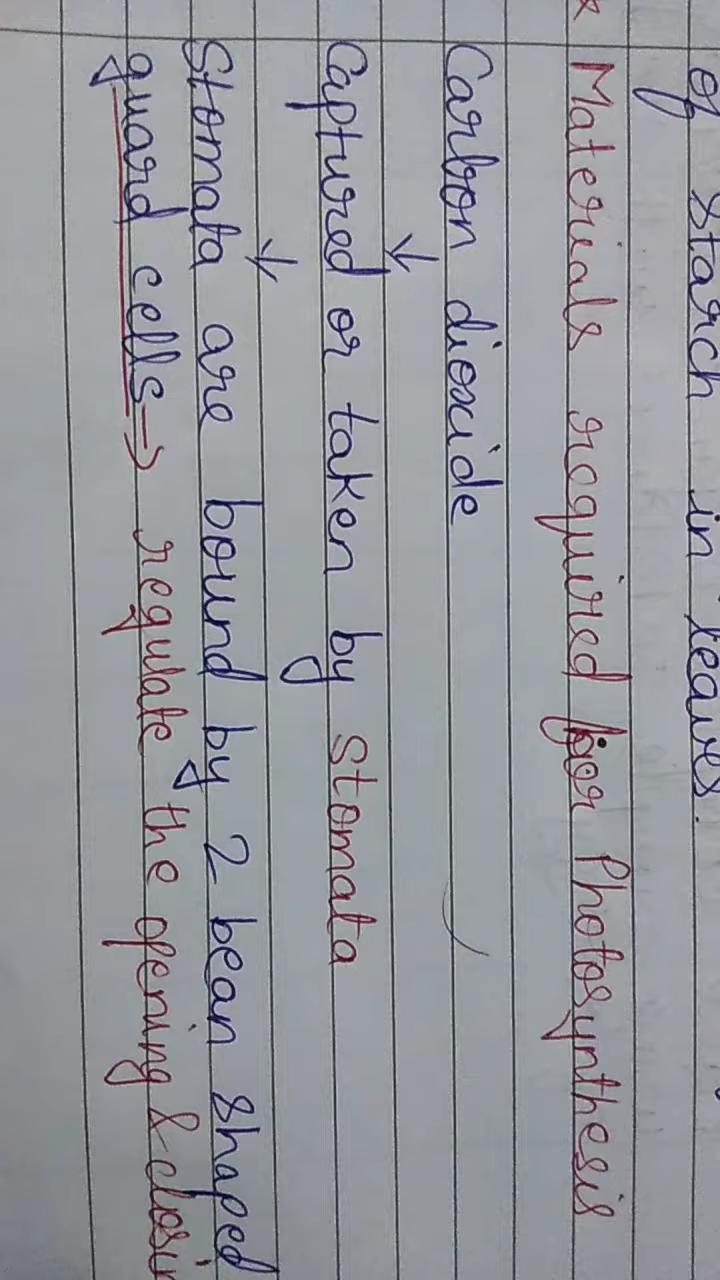 of starch in leaves.
* Materials required for Photosynthesis
Carbon dioxide
↓
Captured or taken by stomata
↓
Stomata are bound by 2 bean shaped
guard cells → regulate the opening & closin